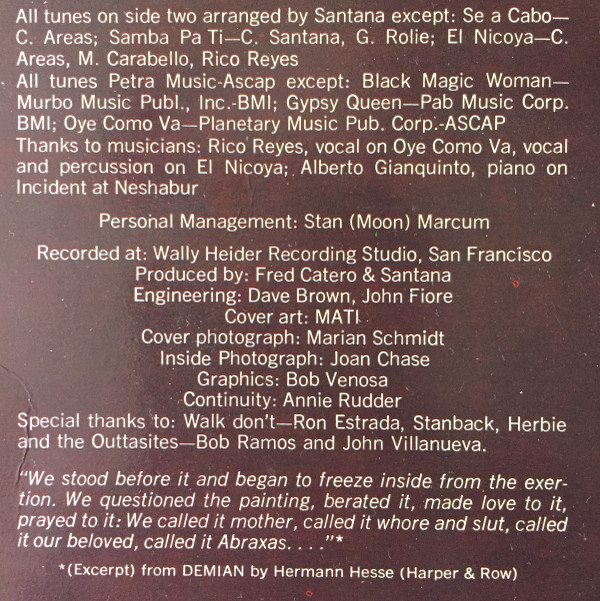 All tunes on side two arranged by Santana except: Se a Cabo—
C. Areas; Samba Pa Ti—C. Santana, G. Rolie; El Nicoya—C.
Areas, M. Carabello, Rico Reyes
All tunes Petra Music-Ascap except: Black Magic Woman—
Murbo Music Publ., Inc.-BMI; Gypsy Queen—Pab Music Corp.
BMI; Oye Como Va—Planetary Music Pub. Corp.-ASCAP
Thanks to musicians: Rico Reyes, vocal on Oye Como Va, vocal
and percussion on El Nicoya; Alberto Gianquinto, piano on
Incident at Neshabur
Personal Management: Stan (Moon) Marcum
Recorded at: Wally Heider Recording Studio, San Francisco
Produced by: Fred Catero & Santana
Engineering: Dave Brown, John Fiore
Cover art: MATI
Cover photograph: Marian Schmidt
Inside Photograph: Joan Chase
Graphics: Bob Venosa
Continuity: Annie Rudder
Special thanks to: Walk don't—Ron Estrada, Stanback, Herbie
and the Outtasites—Bob Ramos and John Villanueva.
"We stood before it and began to freeze inside from the exer-
tion. We questioned the painting, berated it, made love to it,
prayed to it: We called it mother, called it whore and slut, called
it our beloved, called it Abraxas. . . ."*
*(Excerpt) from DEMIAN by Hermann Hesse (Harper & Row)